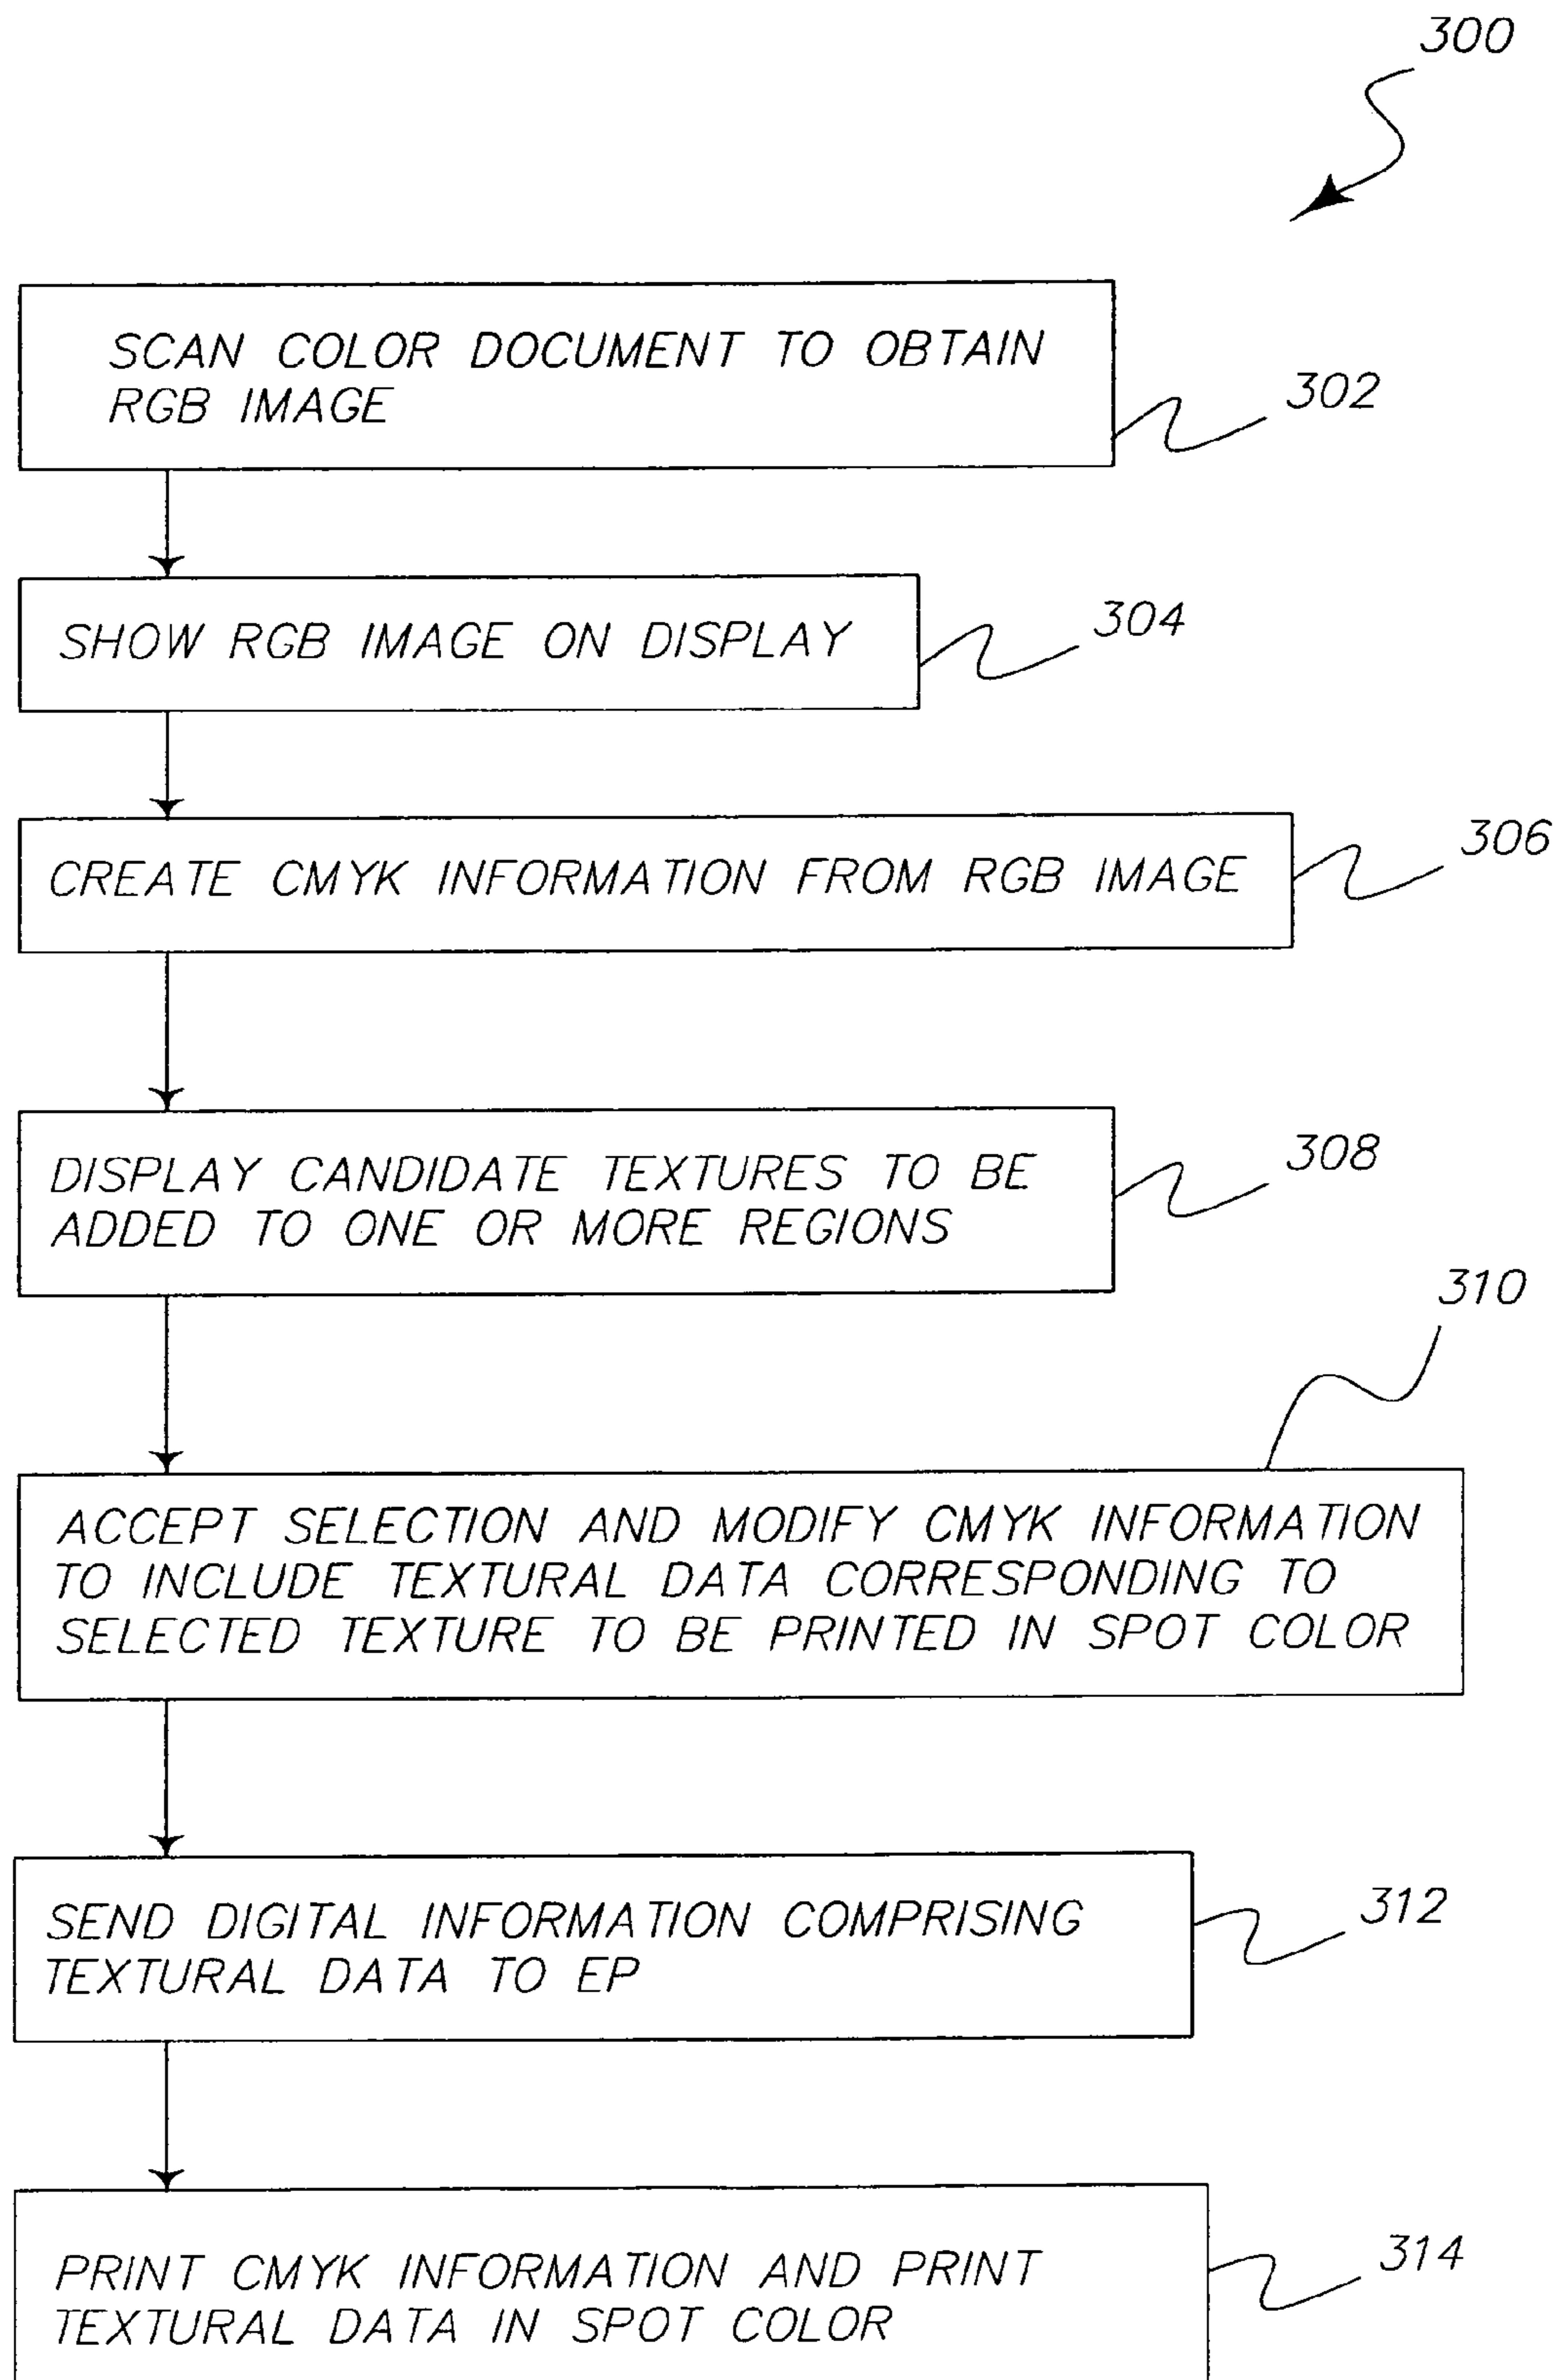 300
SCAN COLOR DOCUMENT TO OBTAIN
RGB IMAGE
302
SHOW RGB IMAGE ON DISPLAY
304
CREATE CMYK INFORMATION FROM RGB IMAGE
306
DISPLAY CANDIDATE TEXTURES TO BE
ADDED TO ONE OR MORE REGIONS
308
310
ACCEPT SELECTION AND MODIFY CMYK INFORMATION
TO INCLUDE TEXTURAL DATA CORRESPONDING TO
SELECTED TEXTURE TO BE PRINTED IN SPOT COLOR
SEND DIGITAL INFORMATION COMPRISING
TEXTURAL DATA TO EP
312
PRINT CMYK INFORMATION AND PRINT
TEXTURAL DATA IN SPOT COLOR
314